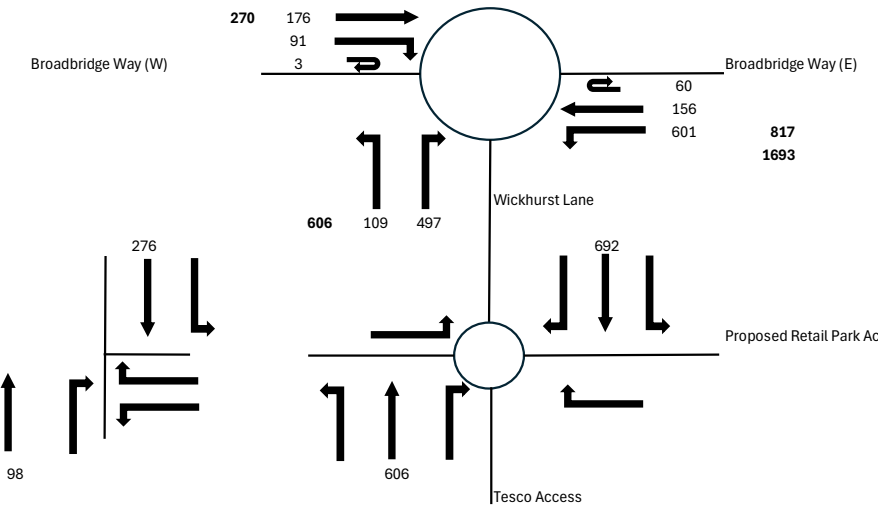 270 176
91
Broadbridge Way (W) 3 Broadbridge Way (E)
60
156
601 817
1693
Wickhurst Lane
606 109 497
276 692
Proposed Retail Park Ac
98 606
Tesco Access